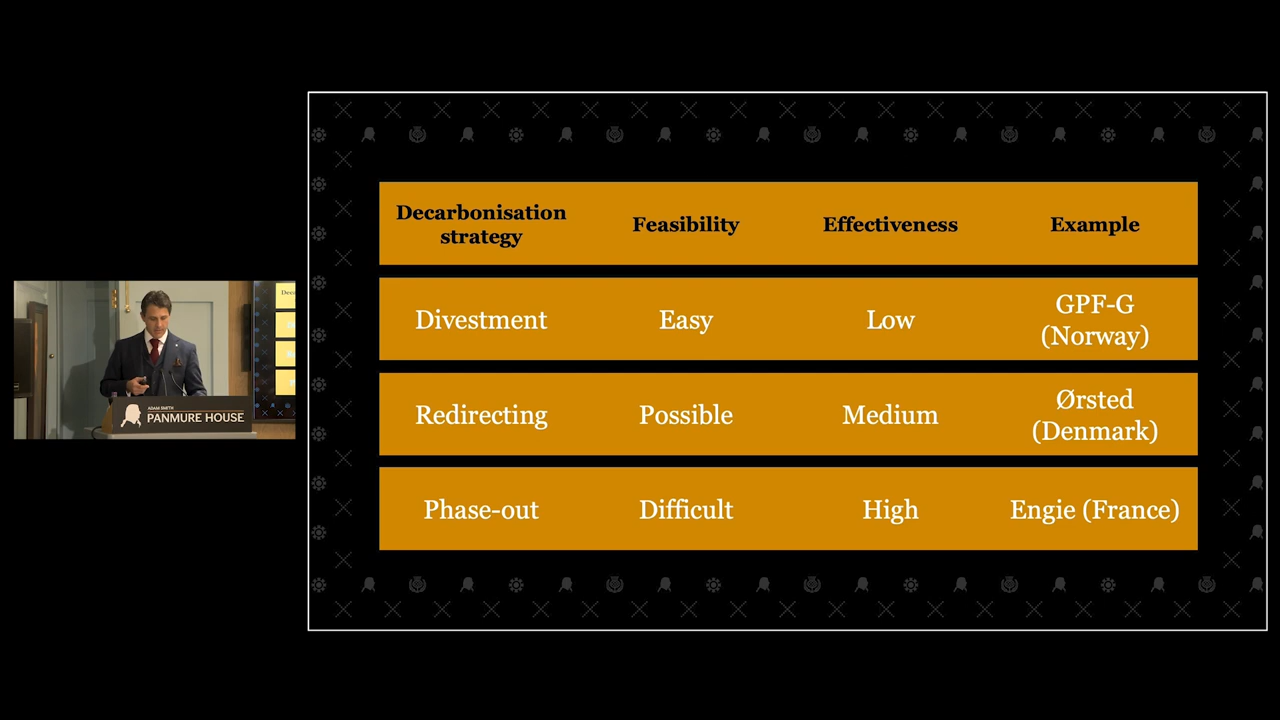 Decarbonisation
strategy
Feasibility
Effectiveness
Example
Divestment
Easy
Low
GPF-G
(Norway)
Redirecting
Possible
Medium
Ørsted
(Denmark)
Phase-out
Difficult
High
Engie (France)
ADAM SMITH
PANMURE HOUSE